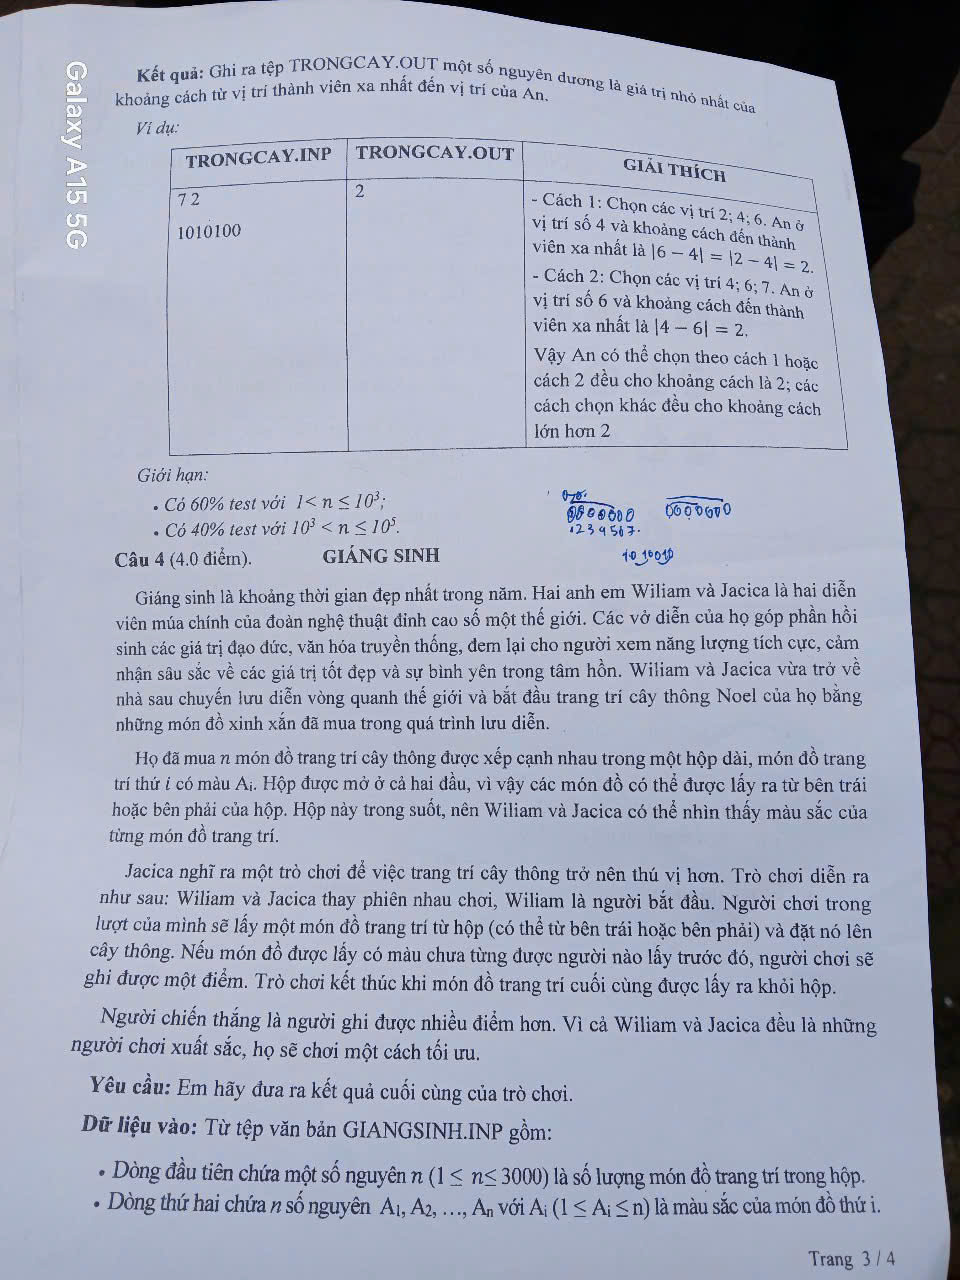 Galaxy A15 5G
Kết quả: Ghi ra tệp TRONGCAY.OUT một số nguyên dương là giá trị nhỏ nhất của
khoảng cách từ vị trí thành viên xa nhất đến vị trí của An.
Ví dụ:
TRONGCAY.INP TRONGCAY.OUT GIẢI THÍCH
7 2
1010100
2
- Cách 1: Chọn các vị trí 2; 4; 6. An ở
vị trí số 4 và khoảng cách đến thành
viên xa nhất là |6 − 4| = |2 − 4| = 2.
- Cách 2: Chọn các vị trí 4; 6; 7. An ở
vị trí số 6 và khoảng cách đến thành
viên xa nhất là |4 − 6| = 2.
Vậy An có thể chọn theo cách 1 hoặc
cách 2 đều cho khoảng cách là 2; các
cách chọn khác đều cho khoảng cách
lớn hơn 2
Giới hạn:
• Có 60% test với 1< n ≤ 10³;
• Có 40% test với 10³ < n ≤ 10⁵.
Câu 4 (4.0 điểm). GIÁNG SINH
Giáng sinh là khoảng thời gian đẹp nhất trong năm. Hai anh em Wiliam và Jacica là hai diễn
viên múa chính của đoàn nghệ thuật đỉnh cao số một thế giới. Các vở diễn của họ góp phần hồi
sinh các giá trị đạo đức, văn hóa truyền thống, đem lại cho người xem năng lượng tích cực, cảm
nhận sâu sắc về các giá trị tốt đẹp và sự bình yên trong tâm hồn. Wiliam và Jacica vừa trở về
nhà sau chuyến lưu diễn vòng quanh thế giới và bắt đầu trang trí cây thông Noel của họ bằng
những món đồ xinh xắn đã mua trong quá trình lưu diễn.
Họ đã mua n món đồ trang trí cây thông được xếp cạnh nhau trong một hộp dài, món đồ trang
trí thứ i có màu Aᵢ. Hộp được mở ở cả hai đầu, vì vậy các món đồ có thể được lấy ra từ bên trái
hoặc bên phải của hộp. Hộp này trong suốt, nên Wiliam và Jacica có thể nhìn thấy màu sắc của
từng món đồ trang trí.
Jacica nghĩ ra một trò chơi để việc trang trí cây thông trở nên thú vị hơn. Trò chơi diễn ra
như sau: Wiliam và Jacica thay phiên nhau chơi, Wiliam là người bắt đầu. Người chơi trong
lượt của mình sẽ lấy một món đồ trang trí từ hộp (có thể từ bên trái hoặc bên phải) và đặt nó lên
cây thông. Nếu món đồ được lấy có màu chưa từng được người nào lấy trước đó, người chơi sẽ
ghi được một điểm. Trò chơi kết thúc khi món đồ trang trí cuối cùng được lấy ra khỏi hộp.
Người chiến thắng là người ghi được nhiều điểm hơn. Vì cả Wiliam và Jacica đều là những
người chơi xuất sắc, họ sẽ chơi một cách tối ưu.
Yêu cầu: Em hãy đưa ra kết quả cuối cùng của trò chơi.
Dữ liệu vào: Từ tệp văn bản GIANGSINH.INP gồm:
• Dòng đầu tiên chứa một số nguyên n (1 ≤ n≤ 3000) là số lượng món đồ trang trí trong hộp.
• Dòng thứ hai chứa n số nguyên A₁, A₂, …, Aₙ với Aᵢ (1 ≤ Aᵢ ≤ n) là màu sắc của món đồ thứ i.
Trang 3 / 4